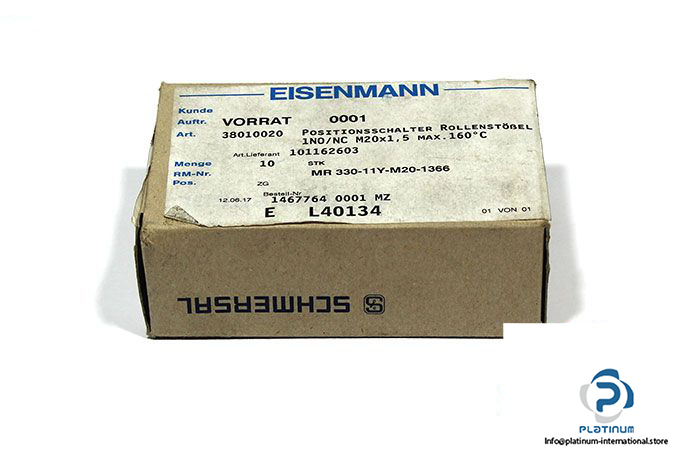 EISENMANN
Kunde
Auftr. VORRAT 0001
Art. 38010020 POSITIONSSCHALTER ROLLENSTÖßEL
1NO/NC M20x1,5 MAX.160°C
Art.Lieferant 101162603
Menge 10 STK
RM-Nr. MR 330-11Y-M20-1366
Pos. ZG
Bestell-Nr
12.06.17 1467764 0001 MZ
E L40134 01 VON 01
SCHMERSAL
PLATINUM
info@platinum-international.store